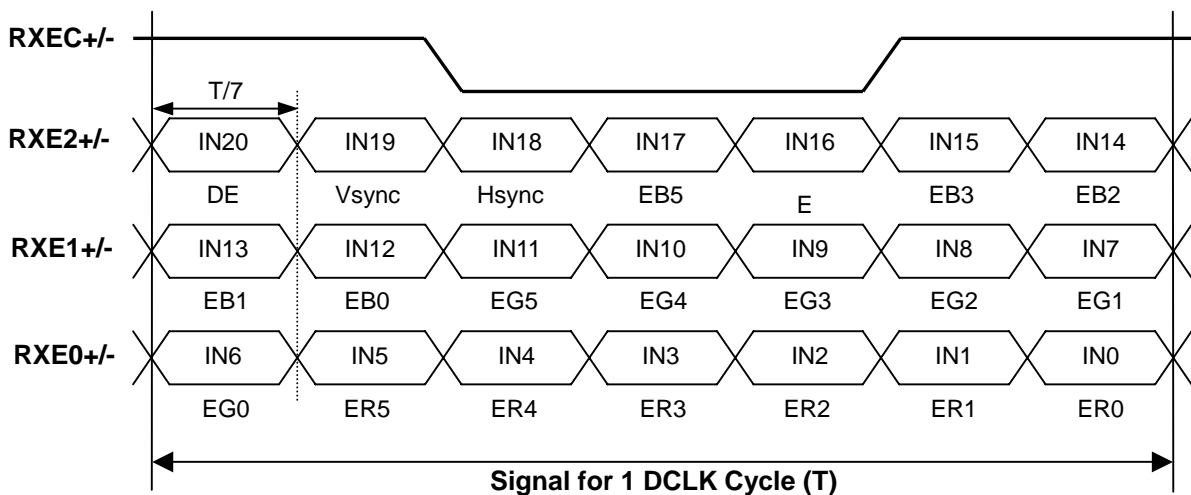 RXEC+/-
T/7
RXE2+/- IN20 IN19 IN18 IN17 IN16 IN15 IN14
DE Vsync Hsync EB5 E EB3 EB2
RXE1+/- IN13 IN12 IN11 IN10 IN9 IN8 IN7
EB1 EB0 EG5 EG4 EG3 EG2 EG1
RXE0+/- IN6 IN5 IN4 IN3 IN2 IN1 IN0
EG0 ER5 ER4 ER3 ER2 ER1 ER0
Signal for 1 DCLK Cycle (T)